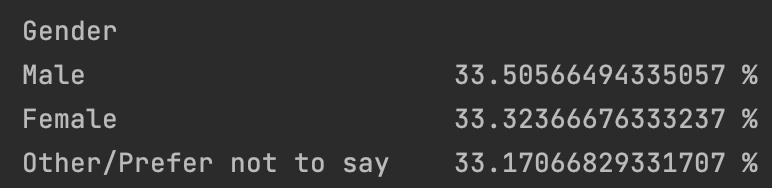 Gender
Male 33.50566494335057 %
Female 33.32366676333237 %
Other/Prefer not to say 33.17066829331707 %